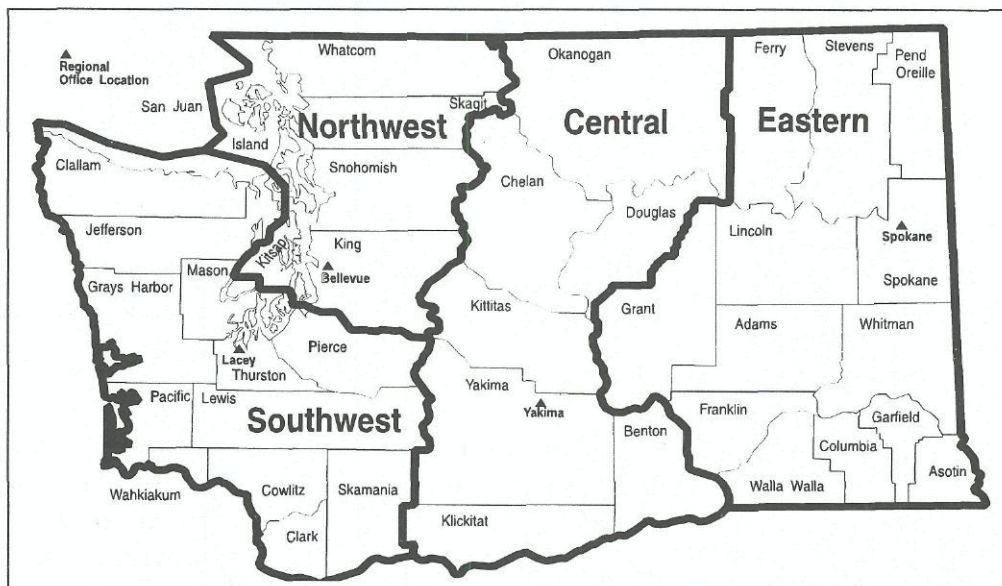 ▲
Regional
Office Location
San Juan
Whatcom
Skagit
Northwest
Island
Snohomish
Clallam
Jefferson
Kitsap
King
▲
Bellevue
Mason
Grays Harbor
▲
Lacey
Thurston
Pierce
Pacific
Lewis
Southwest
Wahkiakum
Cowlitz
Clark
Skamania
Okanogan
Central
Chelan
Douglas
Kittitas
Yakima
▲
Yakima
Benton
Klickitat
Ferry
Stevens
Pend
Oreille
Eastern
Lincoln
▲
Spokane
Spokane
Grant
Adams
Whitman
Franklin
Walla Walla
Columbia
Garfield
Asotin